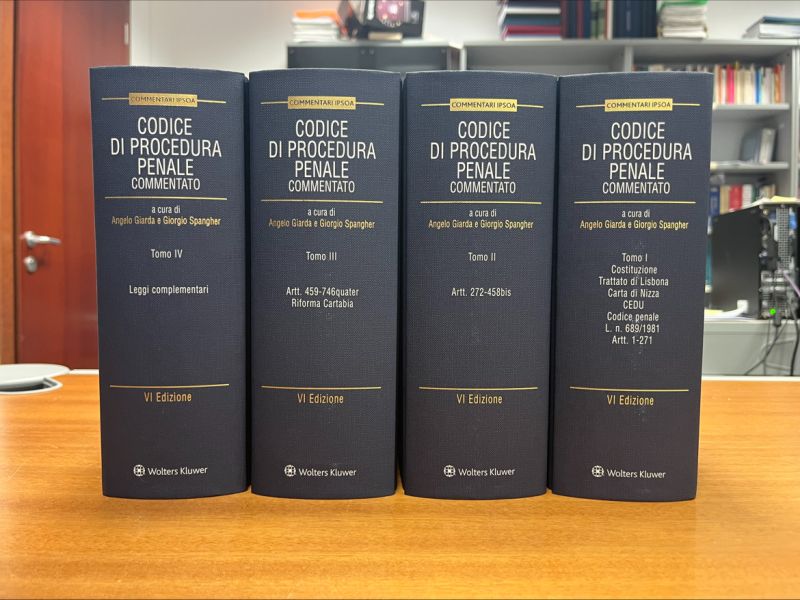 COMMENTARI IPSOA
CODICE
DI PROCEDURA
PENALE
COMMENTATO
a cura di
Angelo Giarda e Giorgio Spangher
Tomo IV
Leggi complementari
VI Edizione
Wolters Kluwer
COMMENTARI IPSOA
CODICE
DI PROCEDURA
PENALE
COMMENTATO
a cura di
Angelo Giarda e Giorgio Spangher
Tomo III
Artt. 459-746quater
Riforma Cartabia
VI Edizione
Wolters Kluwer
COMMENTARI IPSOA
CODICE
DI PROCEDURA
PENALE
COMMENTATO
a cura di
Angelo Giarda e Giorgio Spangher
Tomo II
Artt. 272-458bis
VI Edizione
Wolters Kluwer
COMMENTARI IPSOA
CODICE
DI PROCEDURA
PENALE
COMMENTATO
a cura di
Angelo Giarda e Giorgio Spangher
Tomo I
Costituzione
Trattato di Lisbona
Carta di Nizza
CEDU
Codice penale
L. n. 689/1981
Artt. 1-271
VI Edizione
Wolters Kluwer